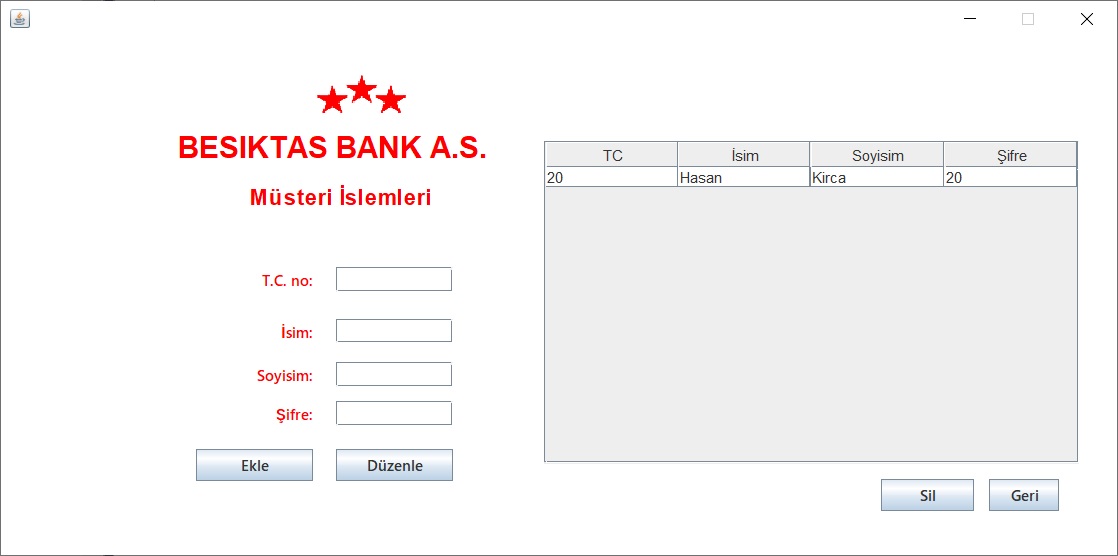 BESIKTAS BANK A.S.
Müsteri İslemleri
T.C. no:
İsim:
Soyisim:
Şifre:
Ekle Düzenle
TC İsim Soyisim Şifre
20 Hasan Kirca 20
Sil Geri